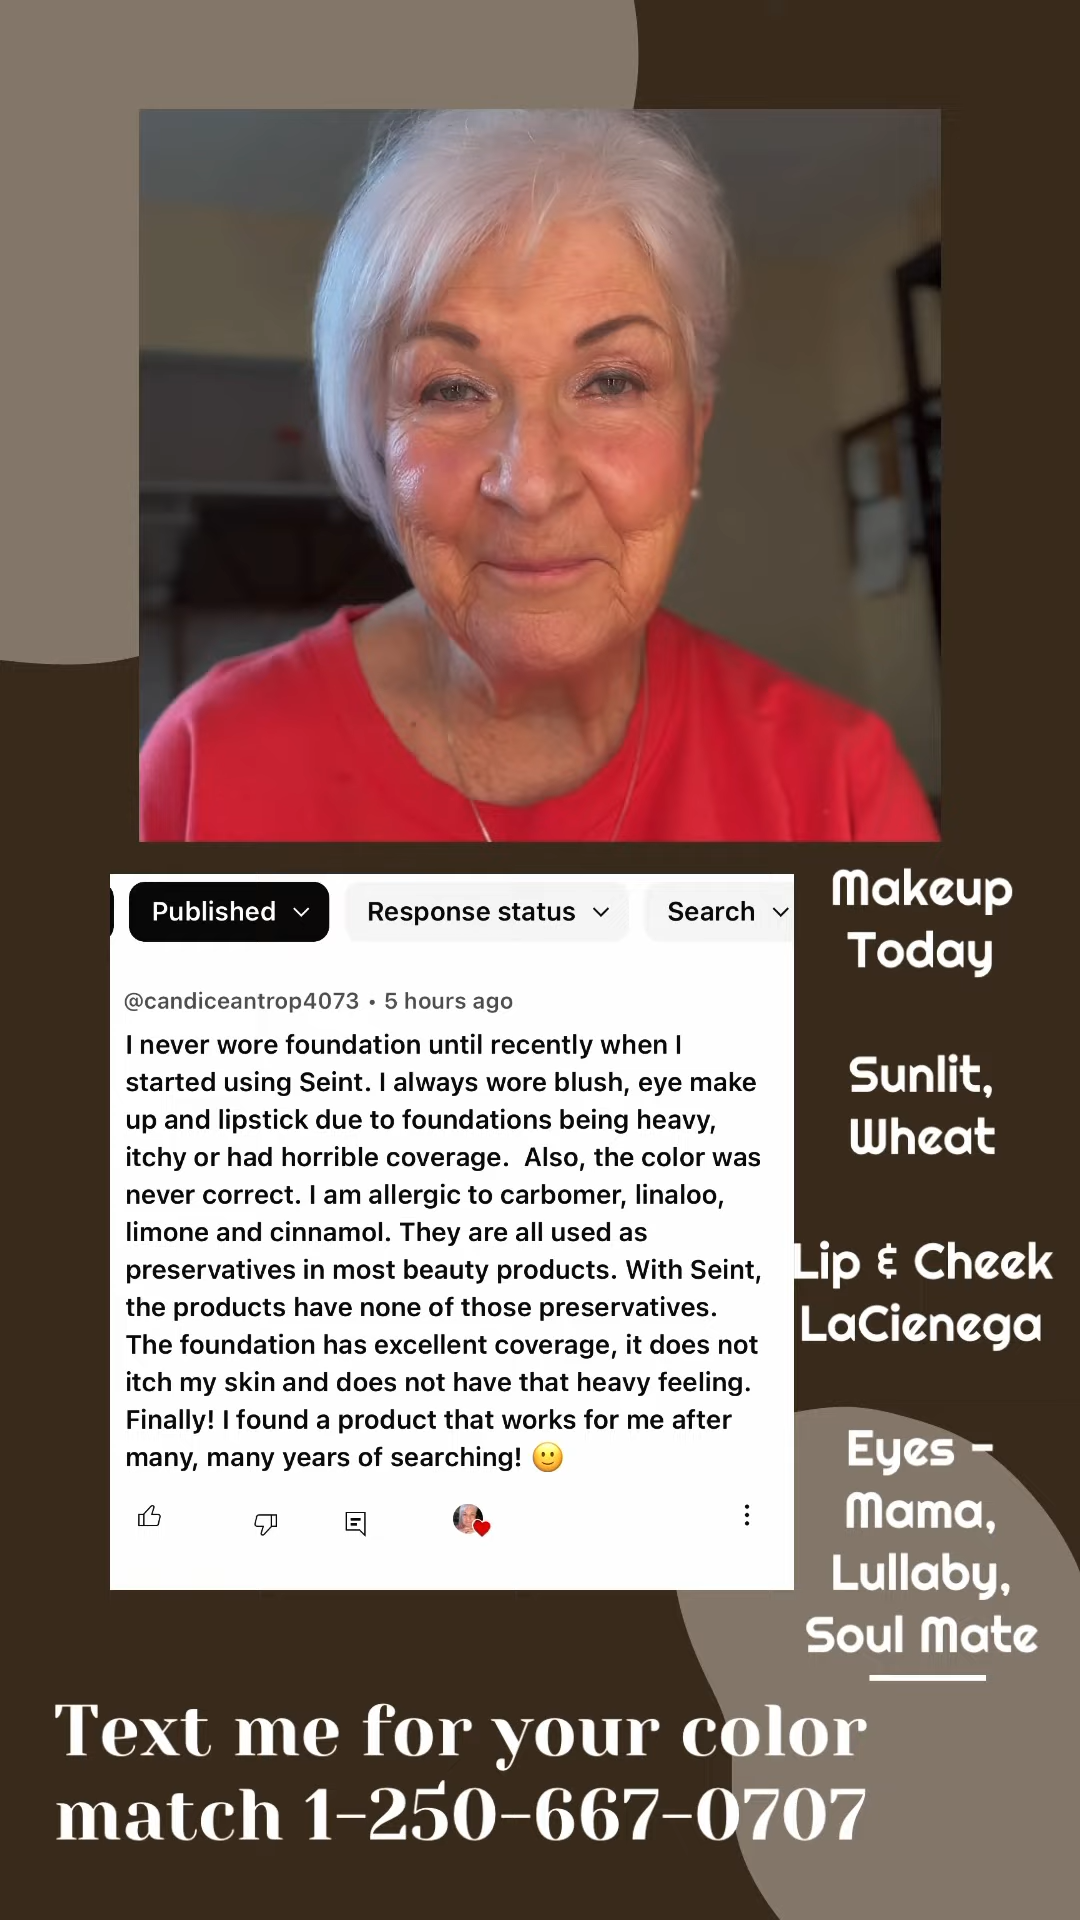 Published
Response status
Search
@candiceantrop4073 • 5 hours ago
I never wore foundation until recently when I
started using Seint. I always wore blush, eye make
up and lipstick due to foundations being heavy,
itchy or had horrible coverage.  Also, the color was
never correct. I am allergic to carbomer, linaloo,
limone and cinnamol. They are all used as
preservatives in most beauty products. With Seint,
the products have none of those preservatives.
The foundation has excellent coverage, it does not
itch my skin and does not have that heavy feeling.
Finally! I found a product that works for me after
many, many years of searching! 🙂
Makeup
Today
Sunlit,
Wheat
Lip & Cheek
LaCienega
Eyes -
Mama,
Lullaby,
Soul Mate
Text me for your color
match 1-250-667-0707